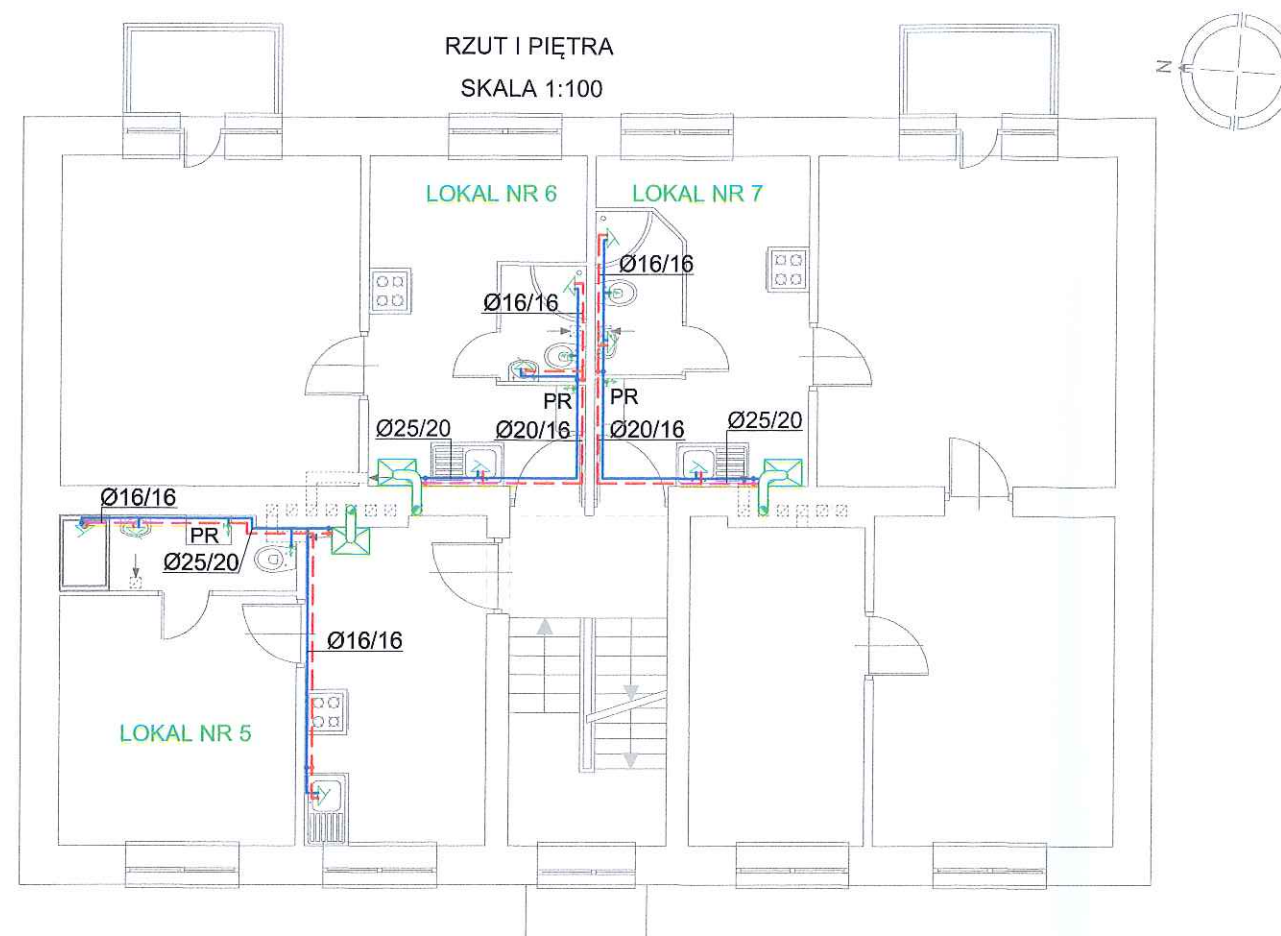 RZUT I PIĘTRA
SKALA 1:100
N
LOKAL NR 6
LOKAL NR 7
Ø16/16
Ø16/16
PR
PR
Ø25/20
Ø20/16
Ø20/16
Ø25/20
Ø16/16
PR
Ø25/20
Ø16/16
LOKAL NR 5